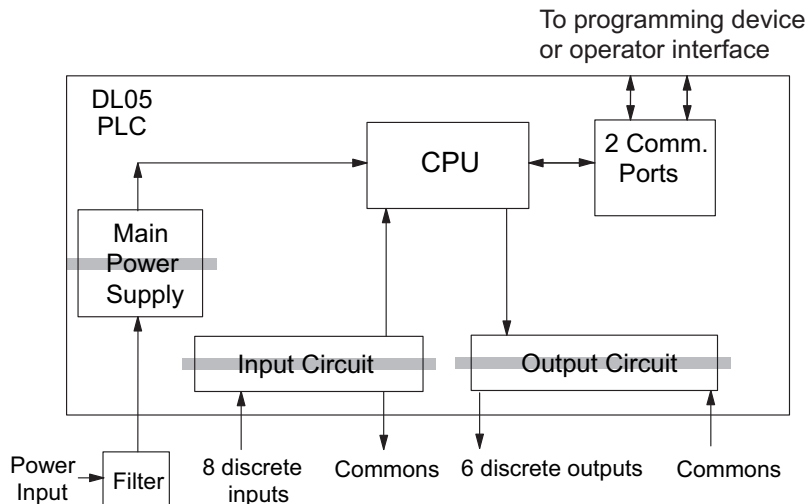 To programming device
or operator interface
DL05
PLC
CPU
2 Comm.
Ports
Main
Power
Supply
Input Circuit
Output Circuit
Power
Input
Filter
8 discrete
inputs
Commons
6 discrete outputs
Commons